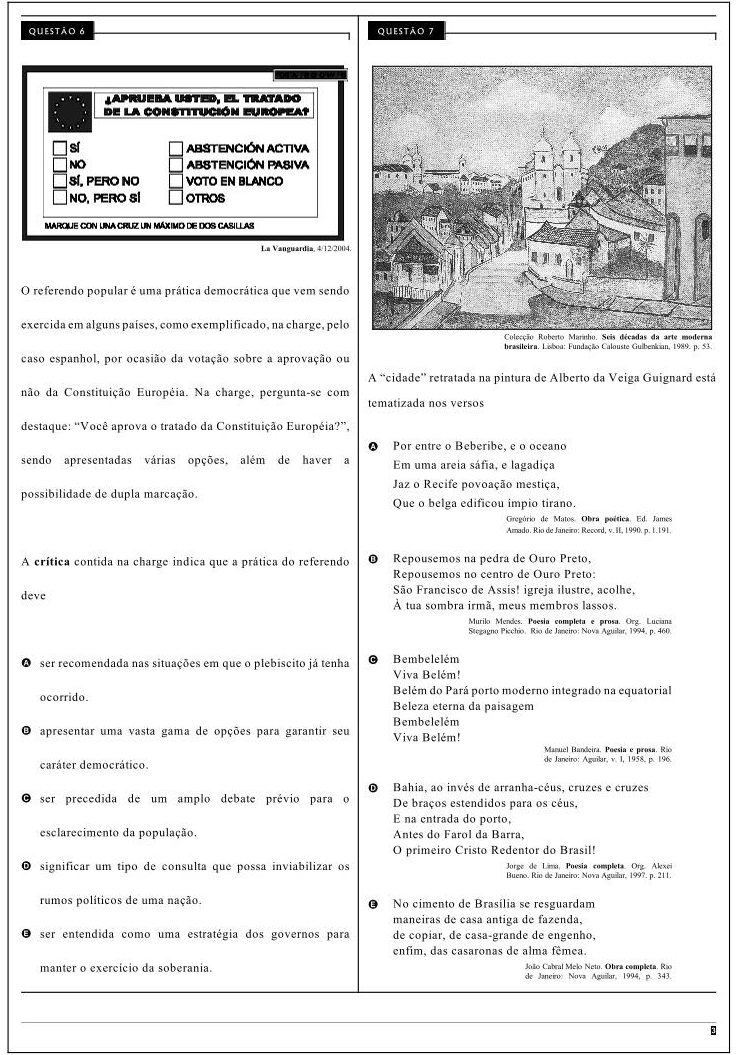 QUESTÃO 6
¿APRUEBA USTED, EL TRATADO
DE LA CONSTITUCIÓN EUROPEA?
SÍ
NO
SÍ, PERO NO
NO, PERO SÍ
ABSTENCIÓN ACTIVA
ABSTENCIÓN PASIVA
VOTO EN BLANCO
OTROS
MARQUE CON UNA CRUZ UN MÁXIMO DE DOS CASILLAS
La Vanguardia, 4/12/2004.
O referendo popular é uma prática democrática que vem sendo
exercida em alguns países, como exemplificado, na charge, pelo
caso espanhol, por ocasião da votação sobre a aprovação ou
não da Constituição Européia. Na charge, pergunta-se com
destaque: “Você aprova o tratado da Constituição Européia?”,
sendo apresentadas várias opções, além de haver a
possibilidade de dupla marcação.
A crítica contida na charge indica que a prática do referendo
deve
A ser recomendada nas situações em que o plebiscito já tenha
ocorrido.
B apresentar uma vasta gama de opções para garantir seu
caráter democrático.
C ser precedida de um amplo debate prévio para o
esclarecimento da população.
D significar um tipo de consulta que possa inviabilizar os
rumos políticos de uma nação.
E ser entendida como uma estratégia dos governos para
manter o exercício da soberania.
QUESTÃO 7
Colecção Roberto Marinho. Seis décadas da arte moderna
brasileira. Lisboa: Fundação Calouste Gulbenkian, 1989. p. 53.
A “cidade” retratada na pintura de Alberto da Veiga Guignard está
tematizada nos versos
A Por entre o Beberibe, e o oceano
Em uma areia sáfia, e lagadiça
Jaz o Recife povoação mestiça,
Que o belga edificou ímpio tirano.
Gregório de Matos. Obra poética. Ed. James
Amado. Rio de Janeiro: Record, v. II, 1990. p. 1.191.
B Repousemos na pedra de Ouro Preto,
Repousemos no centro de Ouro Preto:
São Francisco de Assis! igreja ilustre, acolhe,
À tua sombra irmã, meus membros lassos.
Murilo Mendes. Poesia completa e prosa. Org. Luciana
Stegagno Picchio. Rio de Janeiro: Nova Aguilar, 1994, p. 460.
C Bembelelém
Viva Belém!
Belém do Pará porto moderno integrado na equatorial
Beleza eterna da paisagem
Bembelelém
Viva Belém!
Manuel Bandeira. Poesia e prosa. Rio
de Janeiro: Aguilar, v. I, 1958, p. 196.
D Bahia, ao invés de arranha-céus, cruzes e cruzes
De braços estendidos para os céus,
E na entrada do porto,
Antes do Farol da Barra,
O primeiro Cristo Redentor do Brasil!
Jorge de Lima. Poesia completa. Org. Alexei
Bueno. Rio de Janeiro: Nova Aguilar, 1997. p. 211.
E No cimento de Brasília se resguardam
maneiras de casa antiga de fazenda,
de copiar, de casa-grande de engenho,
enfim, das casaronas de alma fêmea.
João Cabral Melo Neto. Obra completa. Rio
de Janeiro: Nova Aguilar, 1994, p. 343.
3